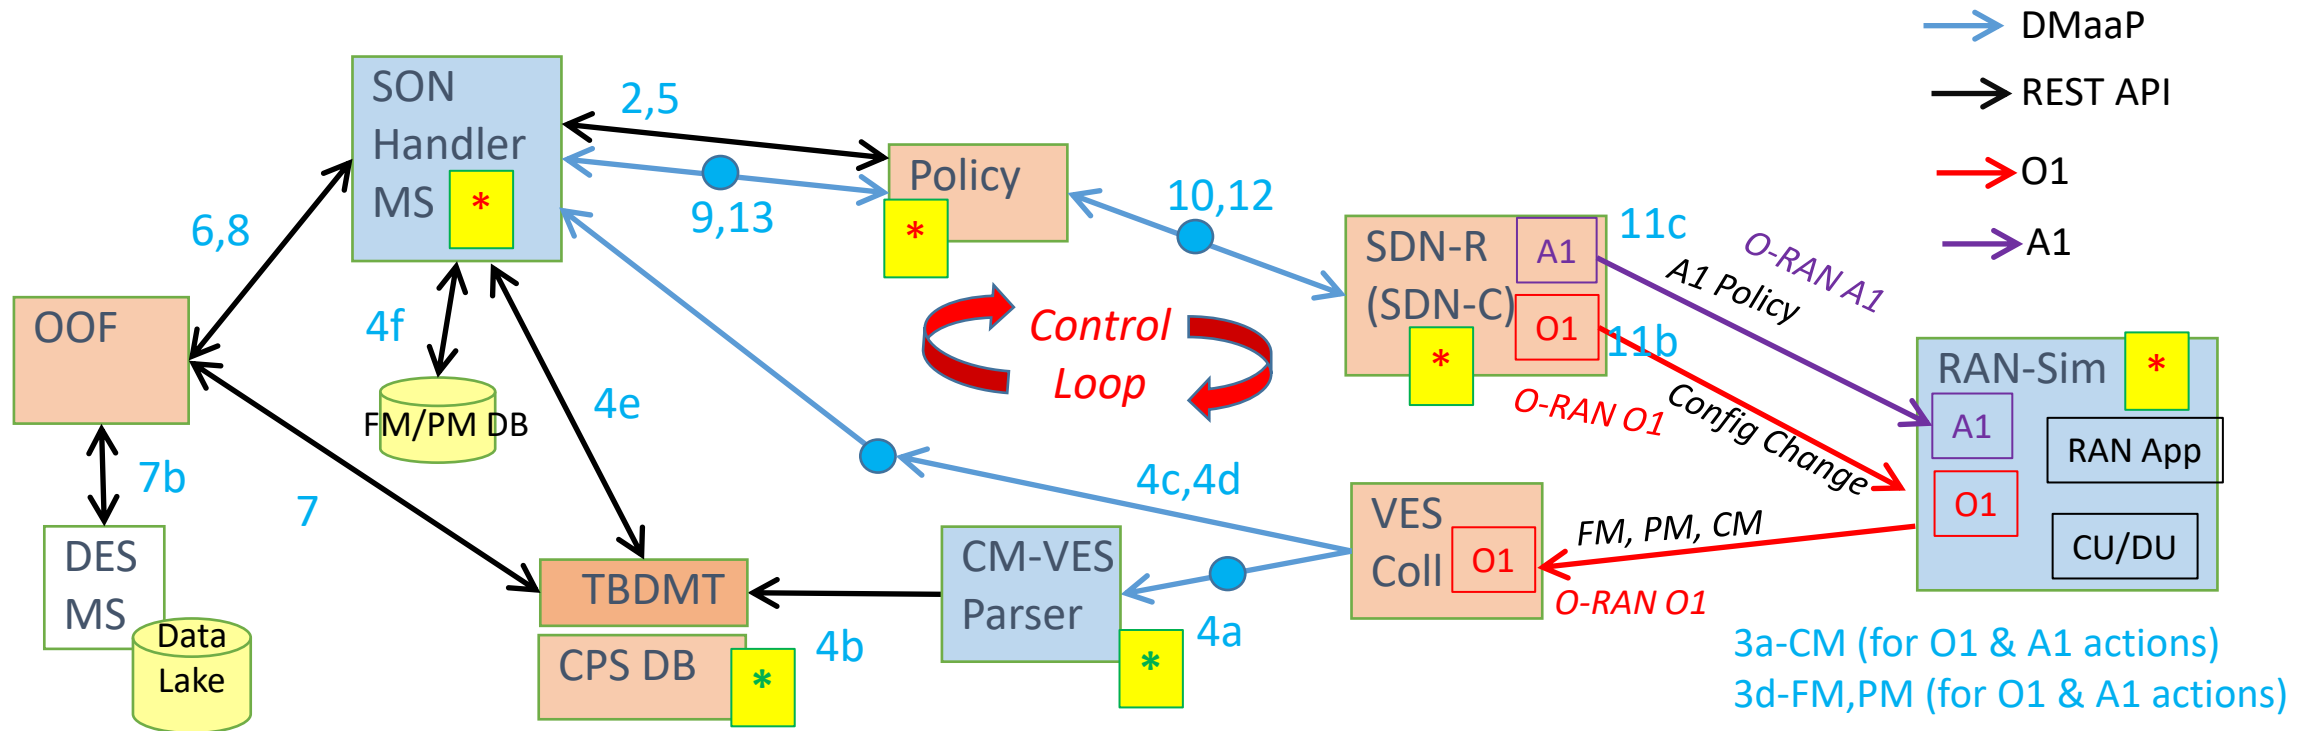 DMaaP
REST API
O1
A1
SON
Handler
MS
*
2,5
9,13
Policy
*
10,12
SDN-R
(SDN-C)
*
A1
O1
11c
11b
O-RAN A1
A1 Policy
O-RAN O1
Config Change
RAN-Sim
*
A1
O1
RAN App
CU/DU
6,8
OOF
4f
FM/PM DB
4e
Control
Loop
7b
7
DES
MS
Data
Lake
TBDMT
CPS DB
*
4b
CM-VES
Parser
*
4a
4c,4d
VES
Coll
O1
FM, PM, CM
O-RAN O1
3a-CM (for O1 & A1 actions)
3d-FM,PM (for O1 & A1 actions)